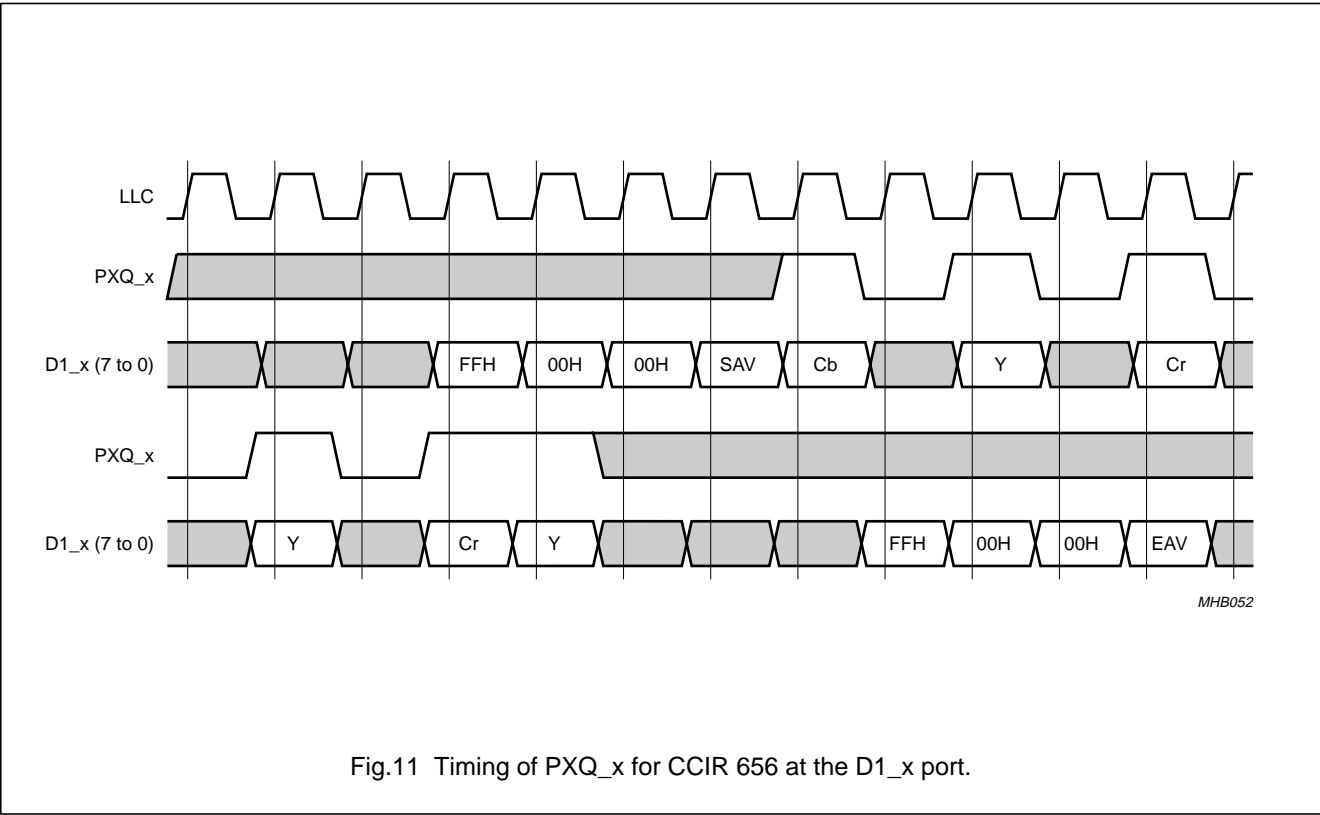 LLC
PXQ_x
D1_x (7 to 0) FFH 00H 00H SAV Cb Y Cr
PXQ_x
D1_x (7 to 0) Y Cr Y FFH 00H 00H EAV
MHB052
Fig.11 Timing of PXQ_x for CCIR 656 at the D1_x port.